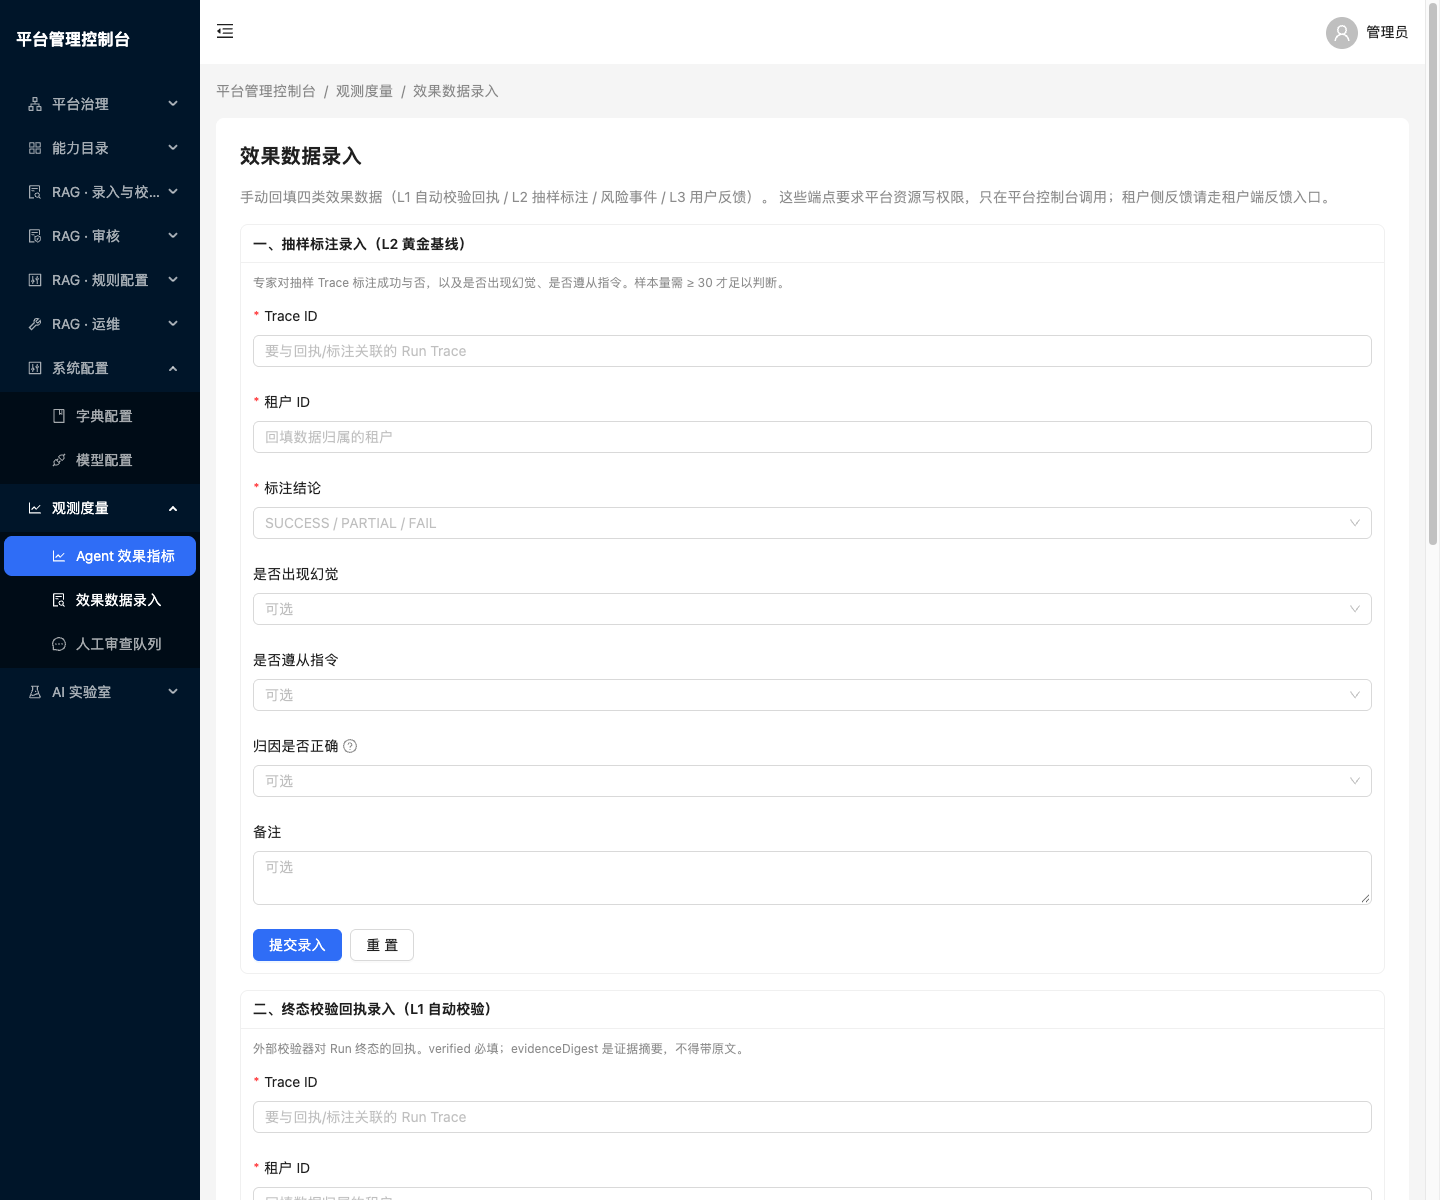 平台管理控制台
管理员
平台治理
能力目录
RAG · 录入与校...
RAG · 审核
RAG · 规则配置
RAG · 运维
系统配置
字典配置
模型配置
观测度量
Agent 效果指标
效果数据录入
人工审查队列
AI 实验室
平台管理控制台 / 观测度量 / 效果数据录入
效果数据录入
手动回填四类效果数据（L1 自动校验回执 / L2 抽样标注 / 风险事件 / L3 用户反馈）。 这些端点要求平台资源写权限，只在平台控制台调用；租户侧反馈请走租户端反馈入口。
一、抽样标注录入（L2 黄金基线）
专家对抽样 Trace 标注成功与否，以及是否出现幻觉、是否遵从指令。样本量需 ≥ 30 才足以判断。
* Trace ID
要与回执/标注关联的 Run Trace
* 租户 ID
回填数据归属的租户
* 标注结论
SUCCESS / PARTIAL / FAIL
是否出现幻觉
可选
是否遵从指令
可选
归因是否正确
可选
备注
可选
提交录入 重 置
二、终态校验回执录入（L1 自动校验）
外部校验器对 Run 终态的回执。verified 必填；evidenceDigest 是证据摘要，不得带原文。
* Trace ID
要与回执/标注关联的 Run Trace
* 租户 ID
回填数据归属的租户